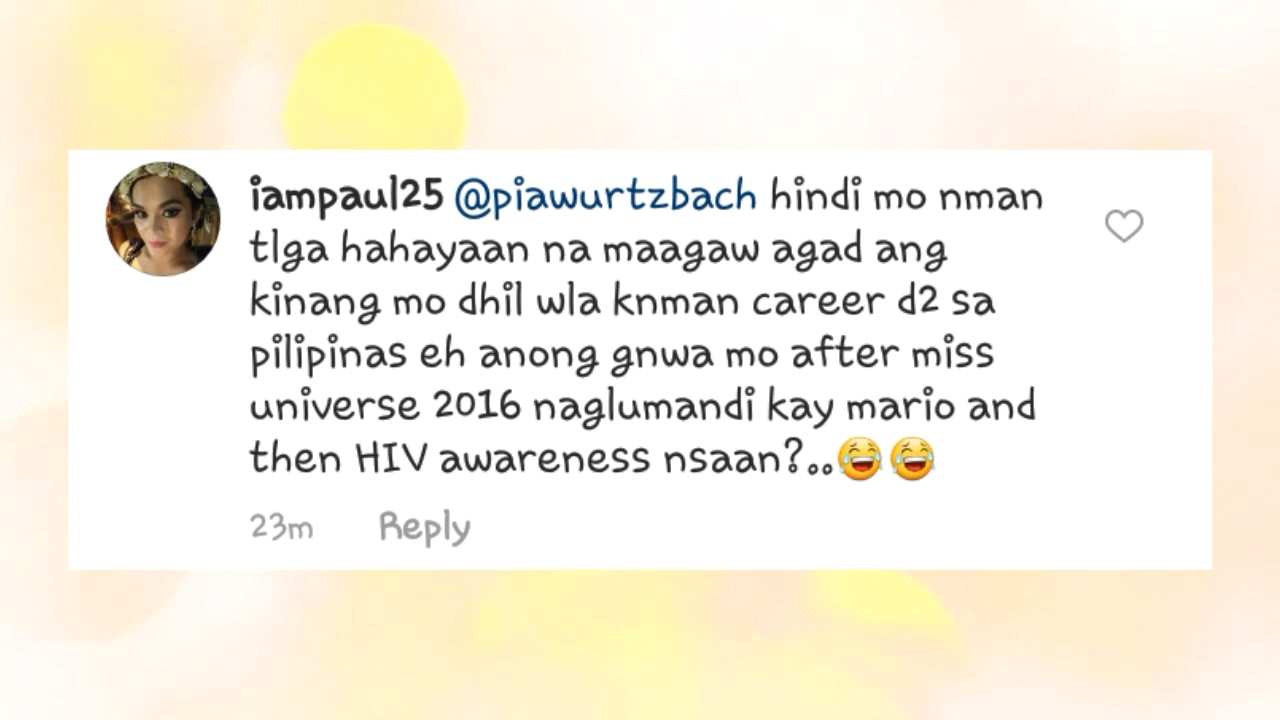 iampaul25 @piawurtzbach hindi mo nman
tlga hahayaan na maagaw agad ang
kinang mo dhil wla knman career d2 sa
pilipinas eh anong gnwa mo after miss
universe 2016 naglumandi kay mario and
then HIV awareness nsaan?..😂😂
23m Reply